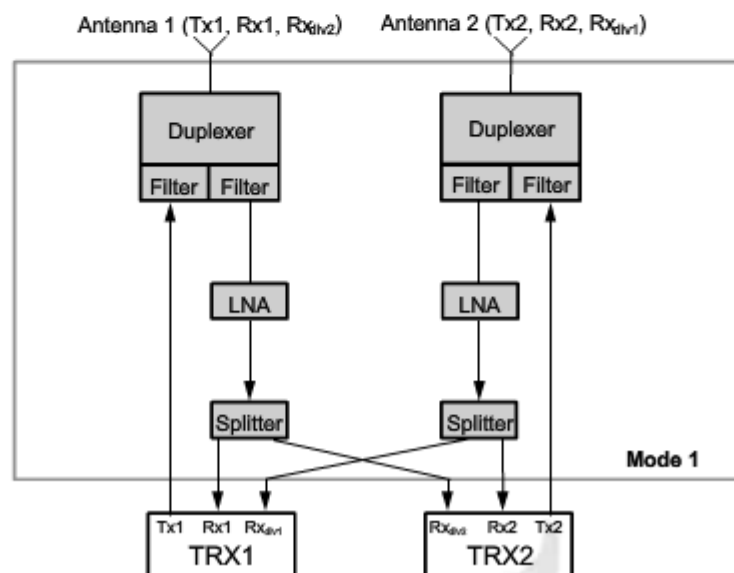 Antenna 1 (Tx1, Rx1, Rxdiv2)
Antenna 2 (Tx2, Rx2, Rxdiv1)
Duplexer
Duplexer
Filter Filter
Filter Filter
LNA
LNA
Splitter
Splitter
Mode 1
Tx1 Rx1 Rxdiv1
Rxdiv2 Rx2 Tx2
TRX1
TRX2